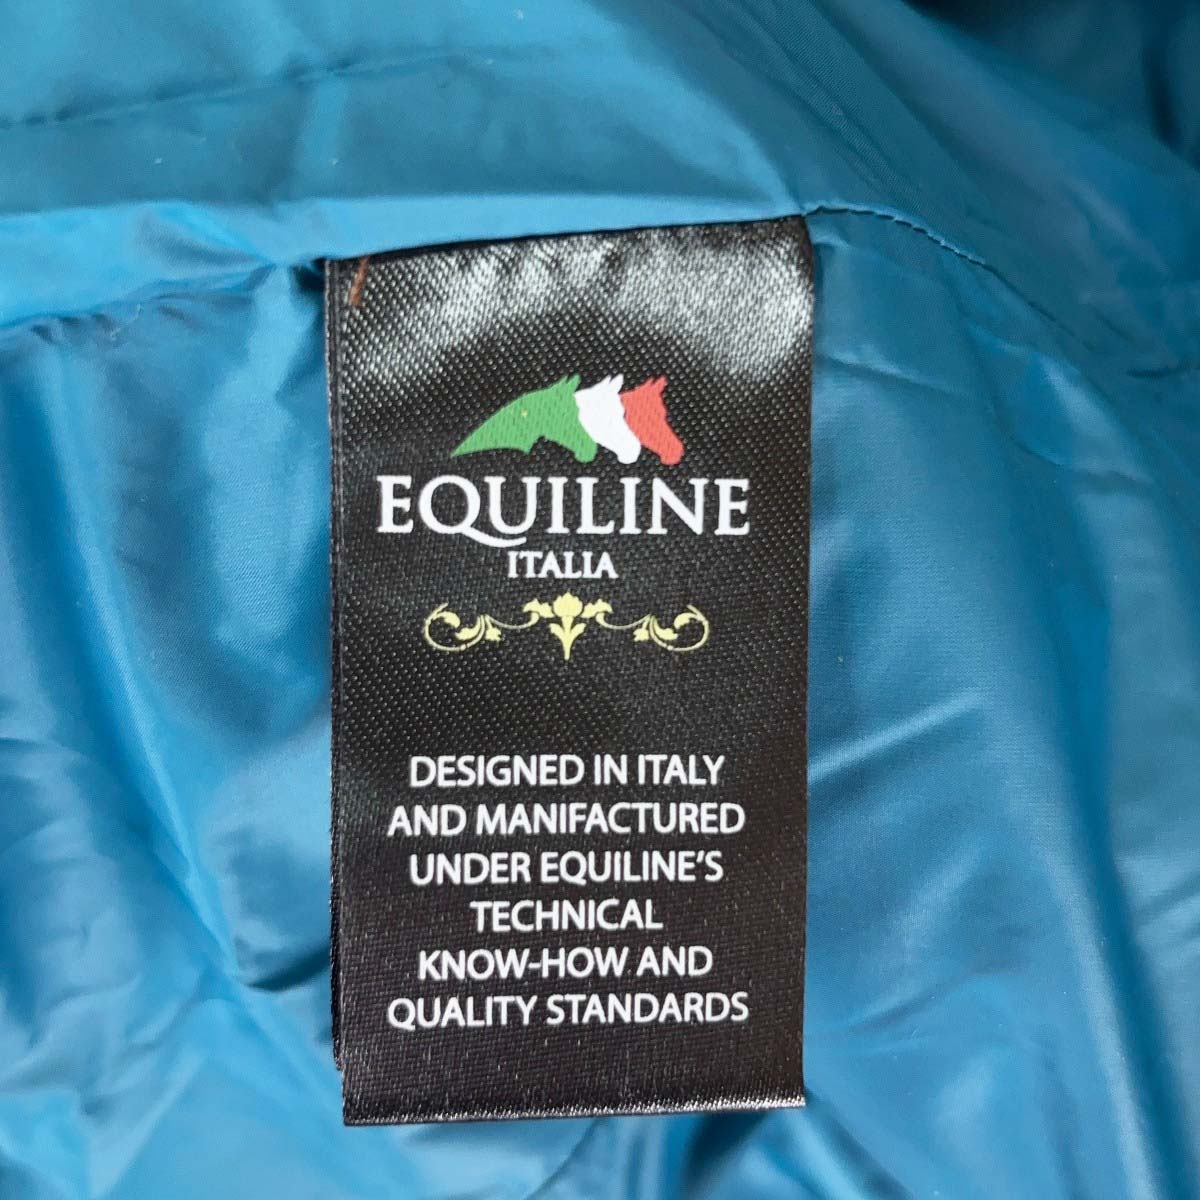 EQUILINE
ITALIA
DESIGNED IN ITALY
AND MANIFACTURED
UNDER EQUILINE'S
TECHNICAL
KNOW-HOW AND
QUALITY STANDARDS